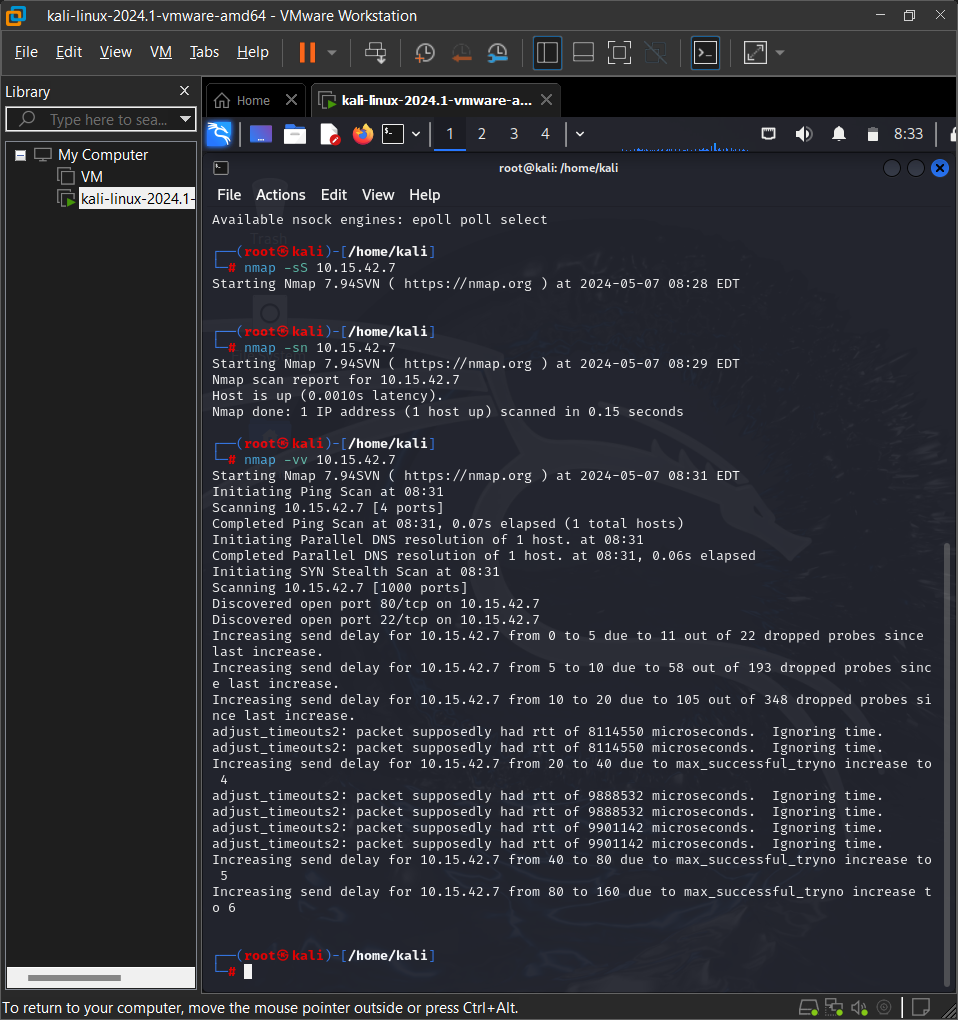 kali-linux-2024.1-vmware-amd64 - VMware Workstation
File Edit View VM Tabs Help
Library
Type here to sea...
My Computer
VM
kali-linux-2024.1-
Home
kali-linux-2024.1-vmware-a...
1 2 3 4
8:33
root@kali: /home/kali
File Actions Edit View Help
Available nsock engines: epoll poll select
┌──(root㉿kali)-[/home/kali]
└─# nmap -sS 10.15.42.7
Starting Nmap 7.94SVN ( https://nmap.org ) at 2024-05-07 08:28 EDT
┌──(root㉿kali)-[/home/kali]
└─# nmap -sn 10.15.42.7
Starting Nmap 7.94SVN ( https://nmap.org ) at 2024-05-07 08:29 EDT
Nmap scan report for 10.15.42.7
Host is up (0.0010s latency).
Nmap done: 1 IP address (1 host up) scanned in 0.15 seconds
┌──(root㉿kali)-[/home/kali]
└─# nmap -vv 10.15.42.7
Starting Nmap 7.94SVN ( https://nmap.org ) at 2024-05-07 08:31 EDT
Initiating Ping Scan at 08:31
Scanning 10.15.42.7 [4 ports]
Completed Ping Scan at 08:31, 0.07s elapsed (1 total hosts)
Initiating Parallel DNS resolution of 1 host. at 08:31
Completed Parallel DNS resolution of 1 host. at 08:31, 0.06s elapsed
Initiating SYN Stealth Scan at 08:31
Scanning 10.15.42.7 [1000 ports]
Discovered open port 80/tcp on 10.15.42.7
Discovered open port 22/tcp on 10.15.42.7
Increasing send delay for 10.15.42.7 from 0 to 5 due to 11 out of 22 dropped probes since
last increase.
Increasing send delay for 10.15.42.7 from 5 to 10 due to 58 out of 193 dropped probes sinc
e last increase.
Increasing send delay for 10.15.42.7 from 10 to 20 due to 105 out of 348 dropped probes si
nce last increase.
adjust_timeouts2: packet supposedly had rtt of 8114550 microseconds.  Ignoring time.
adjust_timeouts2: packet supposedly had rtt of 8114550 microseconds.  Ignoring time.
Increasing send delay for 10.15.42.7 from 20 to 40 due to max_successful_tryno increase to
4
adjust_timeouts2: packet supposedly had rtt of 9888532 microseconds.  Ignoring time.
adjust_timeouts2: packet supposedly had rtt of 9888532 microseconds.  Ignoring time.
adjust_timeouts2: packet supposedly had rtt of 9901142 microseconds.  Ignoring time.
adjust_timeouts2: packet supposedly had rtt of 9901142 microseconds.  Ignoring time.
Increasing send delay for 10.15.42.7 from 40 to 80 due to max_successful_tryno increase to
5
Increasing send delay for 10.15.42.7 from 80 to 160 due to max_successful_tryno increase t
o 6
┌──(root㉿kali)-[/home/kali]
└─#
To return to your computer, move the mouse pointer outside or press Ctrl+Alt.